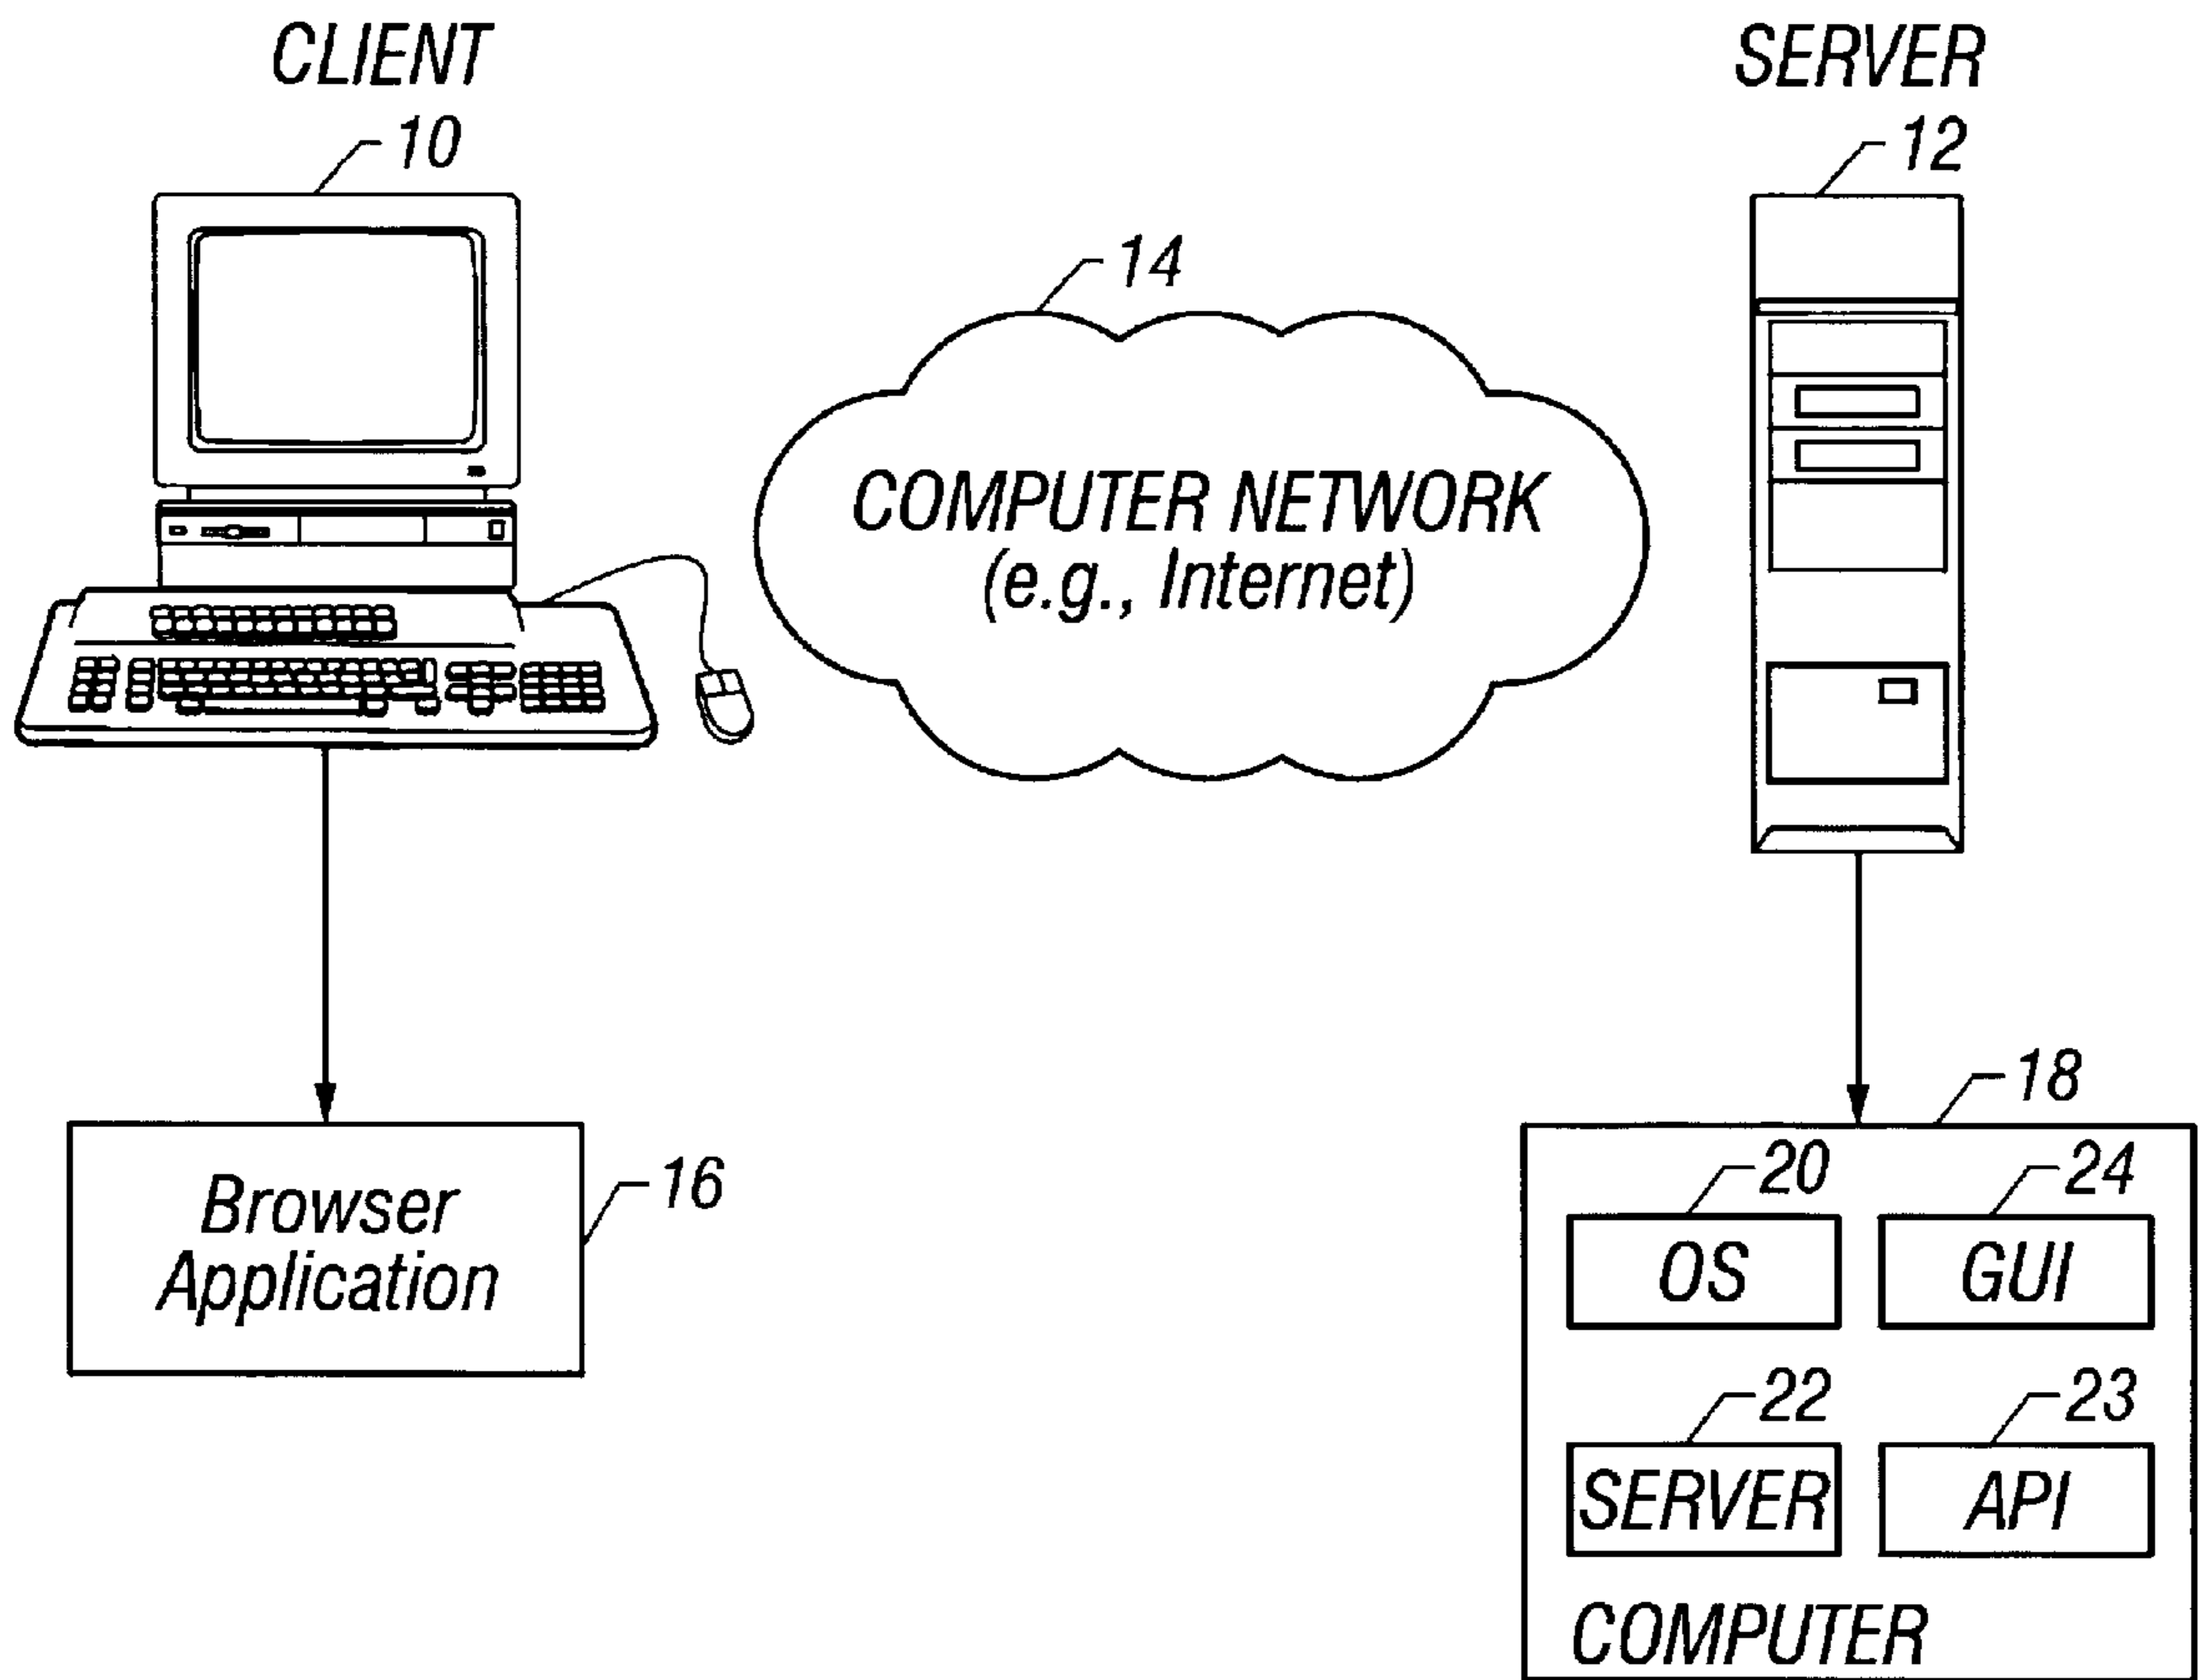 CLIENT
10
SERVER
12
14
COMPUTER NETWORK
(e.g., Internet)
Browser
Application
16
18
20
OS
24
GUI
22
SERVER
23
API
COMPUTER